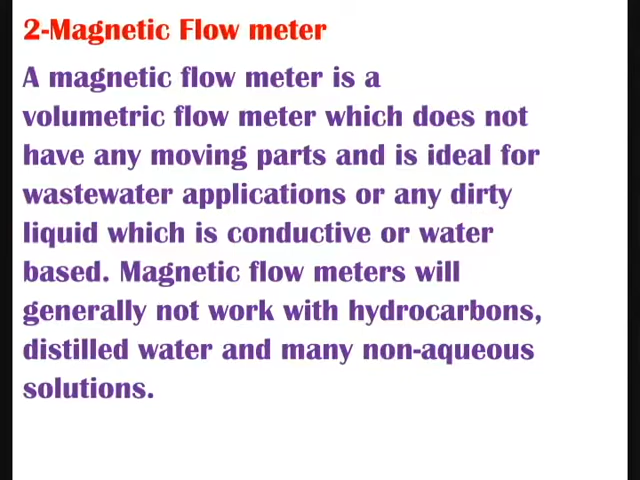 2-Magnetic Flow meter
A magnetic flow meter is a
volumetric flow meter which does not
have any moving parts and is ideal for
wastewater applications or any dirty
liquid which is conductive or water
based. Magnetic flow meters will
generally not work with hydrocarbons,
distilled water and many non-aqueous
solutions.